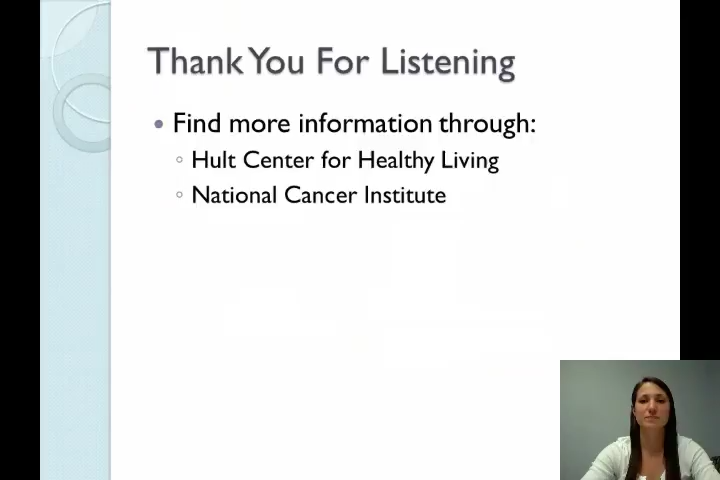 Thank You For Listening
Find more information through:
Hult Center for Healthy Living
National Cancer Institute